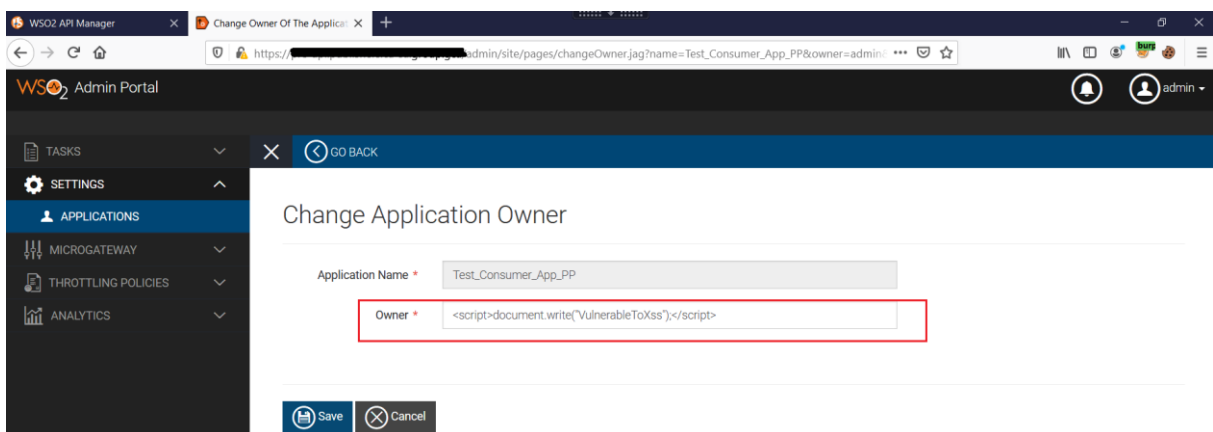 WSO2 API Manager
Change Owner Of The Applicat
https://
admin/site/pages/changeOwner.jag?name=Test_Consumer_App_PP&owner=admin
WSO2 Admin Portal
admin
TASKS
GO BACK
SETTINGS
APPLICATIONS
Change Application Owner
MICROGATEWAY
Application Name *
Test_Consumer_App_PP
THROTTLING POLICIES
Owner *
<script>document.write("VulnerableToXss");</script>
ANALYTICS
Save
Cancel